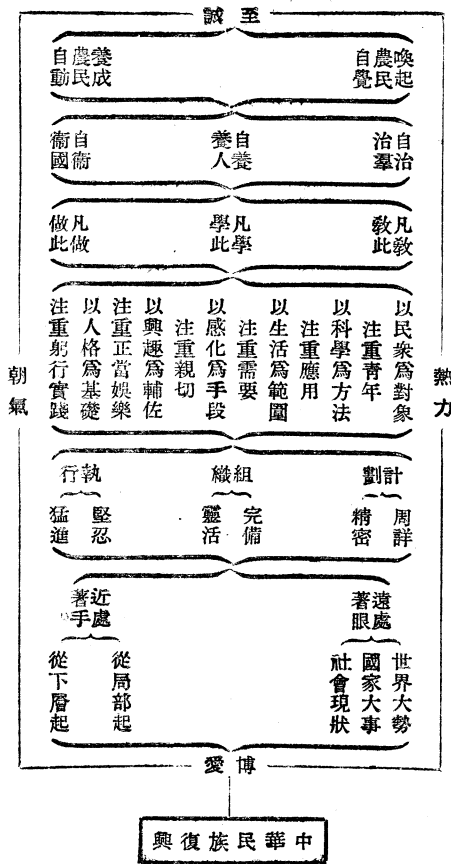 至誠
喚起
農民
自覺
養成
農民
自動
自治
治羣
自養
養人
自衛
衛國
凡教
教此
凡學
學此
凡做
做此
以民衆爲對象
注重青年
以科學爲方法
注重應用
以生活爲範圍
注重需要
以感化爲手段
注重親切
以興趣爲輔佐
注重正當娛樂
以人格爲基礎
注重躬行實踐
熱力
朝氣
計劃
周詳
精密
組織
完備
靈活
執行
堅忍
猛進
遠處
著眼
世界大勢
國家大事
社會現狀
近處
著手
從局部起
從下層起
博愛
中華民族復興